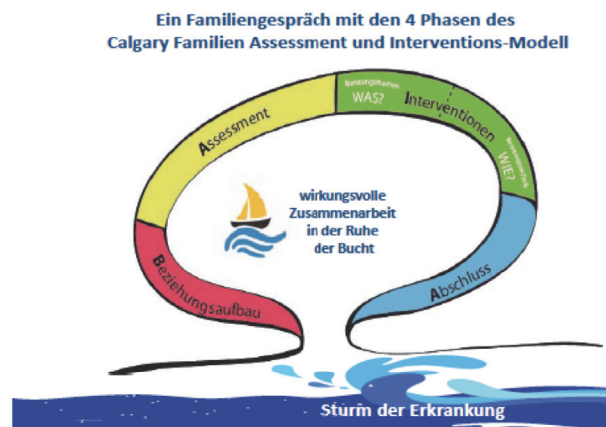 Ein Familiengespräch mit den 4 Phasen des
Calgary Familien Assessment und Interventions-Modell
WAS?
Interventionen
WIE?
Assessment
wirkungsvolle
Zusammenarbeit
in der Ruhe
der Bucht
Beziehungsaufbau
Abschluss
Sturm der Erkrankung